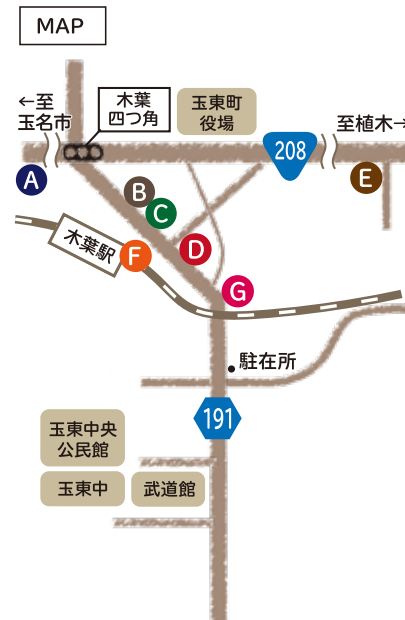 MAP
←至
玉名市
木葉
四つ角
玉東町
役場
208
至植木→
A
B
C
D
E
F
G
木葉駅
駐在所
191
玉東中央
公民館
玉東中
武道館